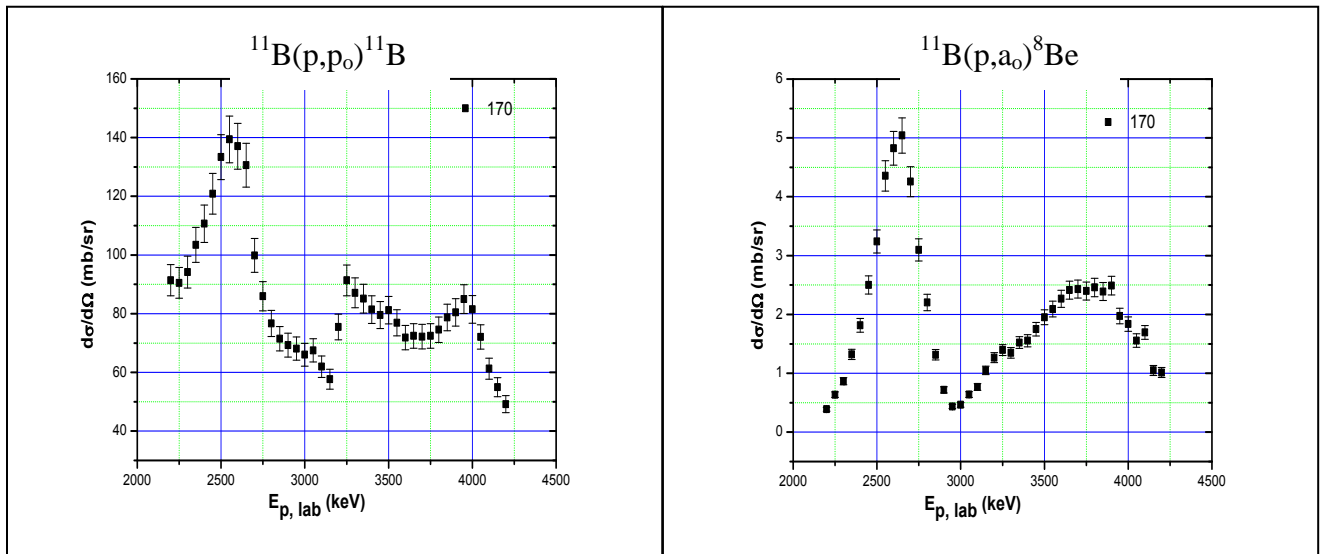 ¹¹B(p,pₒ)¹¹B
160
140
120
100
80
60
40
dσ/dΩ (mb/sr)
170
2000 2500 3000 3500 4000 4500
Eₚ, lab (keV)
¹¹B(p,aₒ)⁸Be
6
5
4
3
2
1
0
dσ/dΩ (mb/sr)
170
2000 2500 3000 3500 4000 4500
Eₚ, lab (keV)